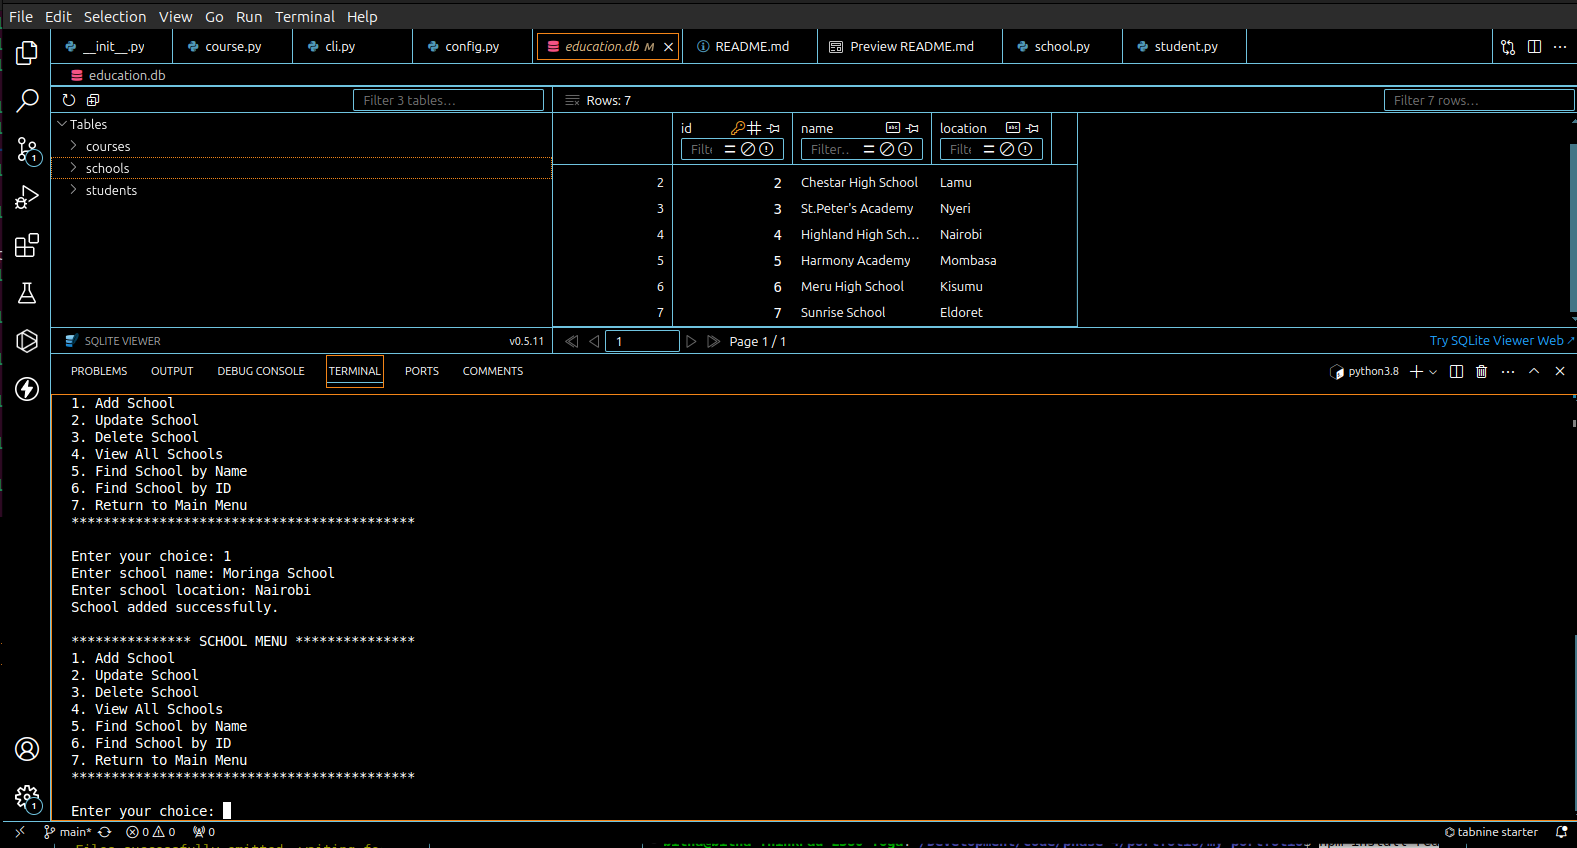 File Edit Selection View Go Run Terminal Help
__init__.py course.py cli.py config.py education.db M README.md Preview README.md school.py student.py
education.db
Filter 3 tables... Rows: 7 Filter 7 rows...
Tables
courses
schools
students
id name location
Filter..
2 2 Chestar High School Lamu
3 3 St.Peter's Academy Nyeri
4 4 Highland High Sch... Nairobi
5 5 Harmony Academy Mombasa
6 6 Meru High School Kisumu
7 7 Sunrise School Eldoret
SQLITE VIEWER v0.5.11 1 Page 1 / 1 Try SQLite Viewer Web
PROBLEMS OUTPUT DEBUG CONSOLE TERMINAL PORTS COMMENTS python3.8
1. Add School
2. Update School
3. Delete School
4. View All Schools
5. Find School by Name
6. Find School by ID
7. Return to Main Menu
*******************************************
Enter your choice: 1
Enter school name: Moringa School
Enter school location: Nairobi
School added successfully.
*************** SCHOOL MENU ***************
1. Add School
2. Update School
3. Delete School
4. View All Schools
5. Find School by Name
6. Find School by ID
7. Return to Main Menu
*******************************************
Enter your choice:
main* 0 0 0 tabnine starter